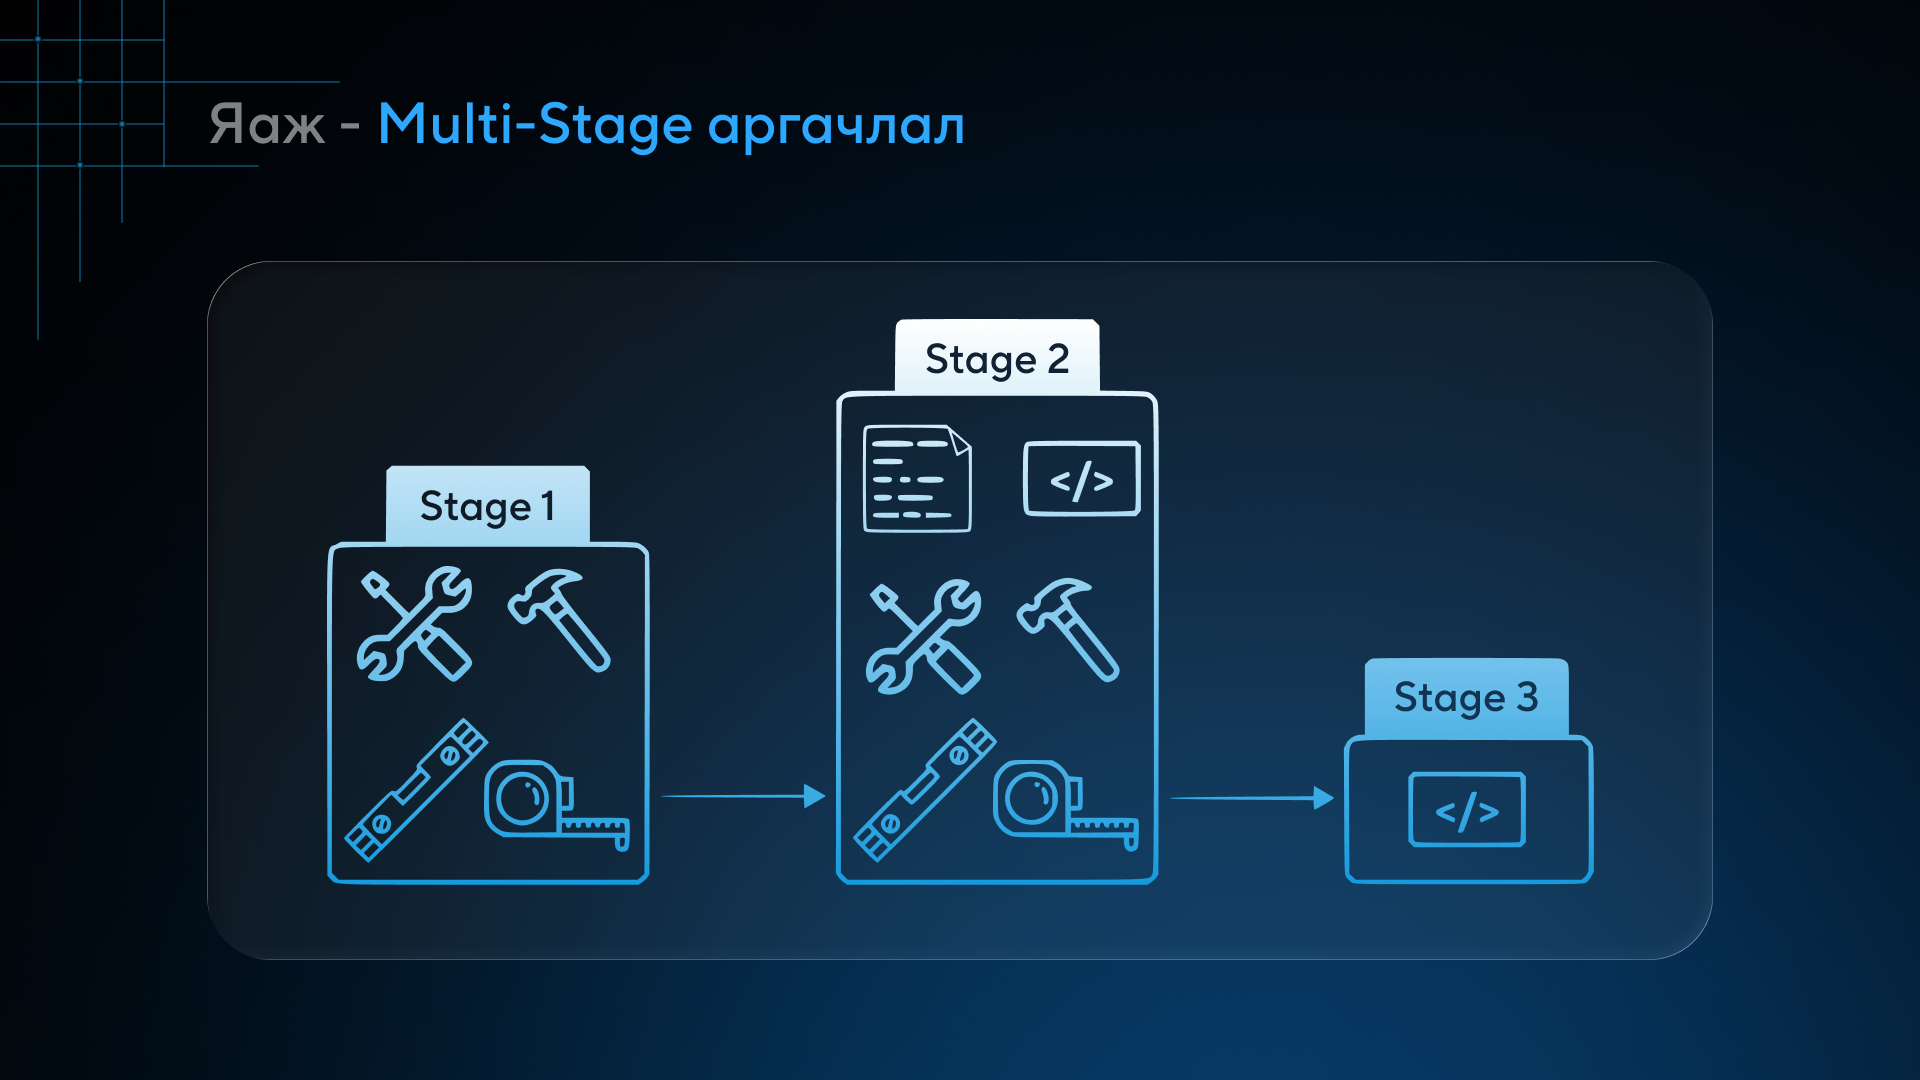 Яаж - Multi-Stage аргачлал
Stage 1
Stage 2
</>
Stage 3
</>